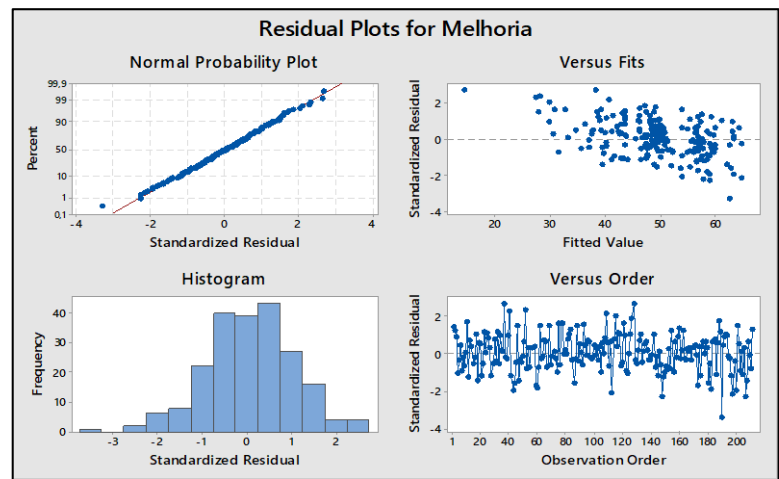 Residual Plots for Melhoria
Normal Probability Plot
99,9
99
90
50
10
1
0,1
Percent
-4 -2 0 2 4
Standardized Residual
Versus Fits
2
0
-2
-4
Standardized Residual
20 30 40 50 60
Fitted Value
Histogram
40
30
20
10
0
Frequency
-3 -2 -1 0 1 2
Standardized Residual
Versus Order
2
0
-2
-4
Standardized Residual
1 20 40 60 80 100 120 140 160 180 200
Observation Order